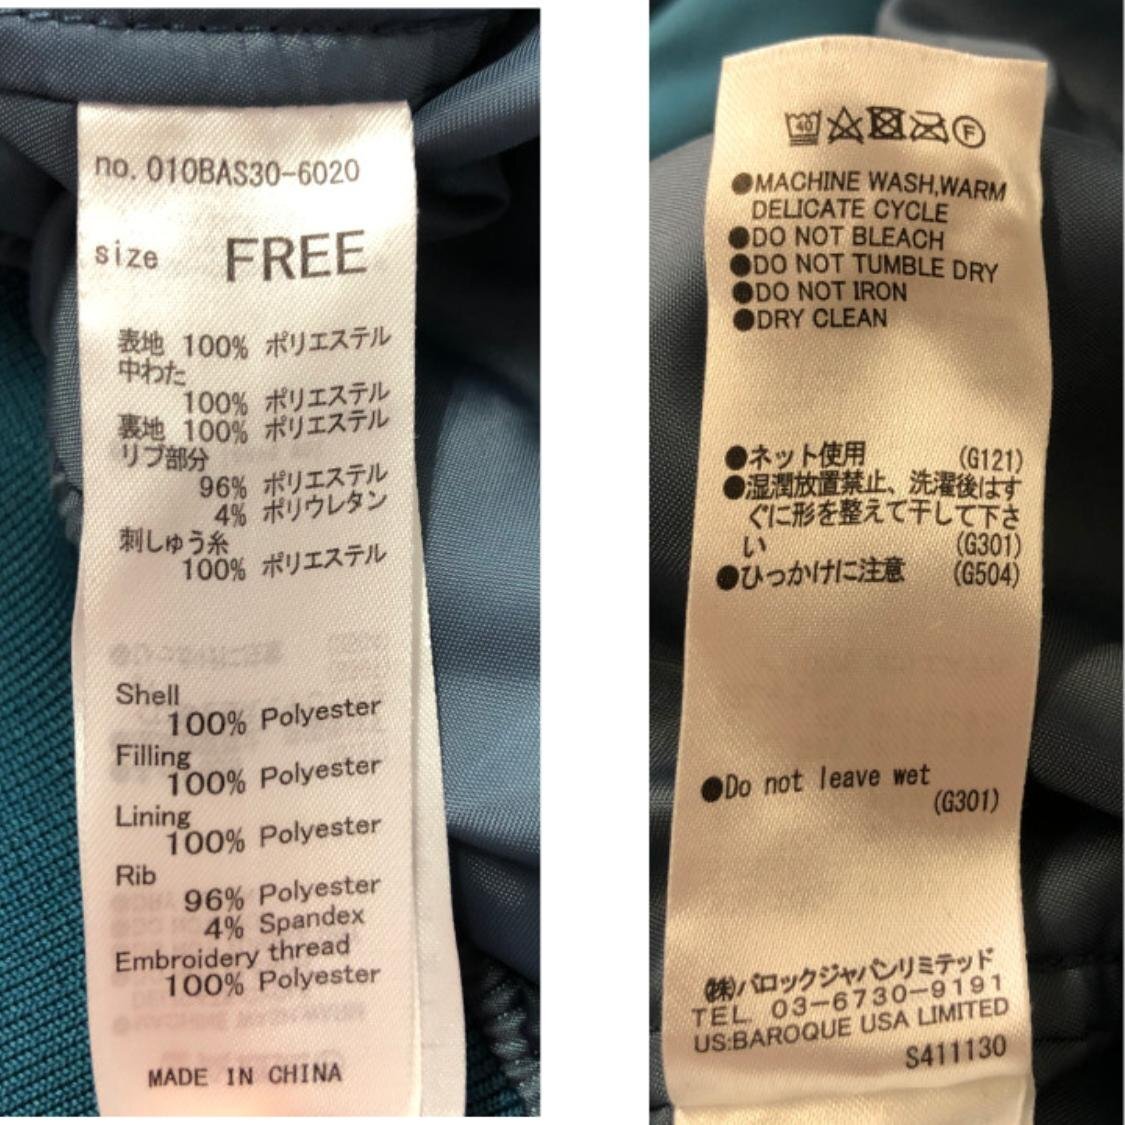 no. 010BAS30-6020
size FREE
表地 100% ポリエステル
中わた
100% ポリエステル
裏地 100% ポリエステル
リブ部分
96% ポリエステル
4% ポリウレタン
刺しゅう糸
100% ポリエステル
Shell
100% Polyester
Filling
100% Polyester
Lining
100% Polyester
Rib
96% Polyester
4% Spandex
Embroidery thread
100% Polyester
MADE IN CHINA
40 F
●MACHINE WASH,WARM
DELICATE CYCLE
●DO NOT BLEACH
●DO NOT TUMBLE DRY
●DO NOT IRON
●DRY CLEAN
●ネット使用 (G121)
●湿潤放置禁止、洗濯後はす
ぐに形を整えて干して下さ
い (G301)
●ひっかけに注意 (G504)
●Do not leave wet
(G301)
㈱バロックジャパンリミテッド
TEL 03-6730-9191
US:BAROQUE USA LIMITED
S411130